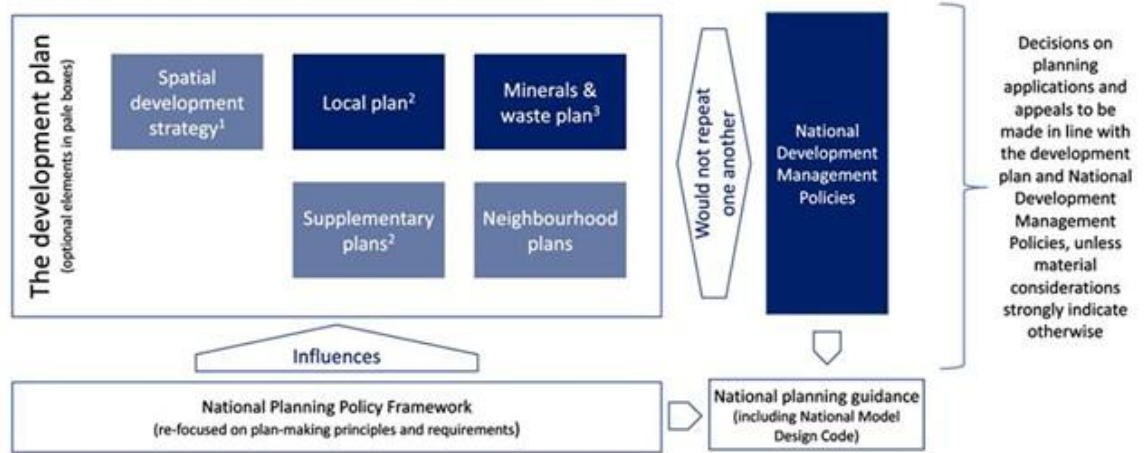 The development plan
(optional elements in pale boxes)
Spatial
development
strategy¹
Local plan²
Minerals &
waste plan³
Supplementary
plans²
Neighbourhood
plans
Would not repeat
one another
National
Development
Management
Policies
Decisions on
planning
applications and
appeals to be
made in line with
the development
plan and National
Development
Management
Policies, unless
material
considerations
strongly indicate
otherwise
Influences
National Planning Policy Framework
(re-focused on plan-making principles and requirements)
National planning guidance
(including National Model
Design Code)